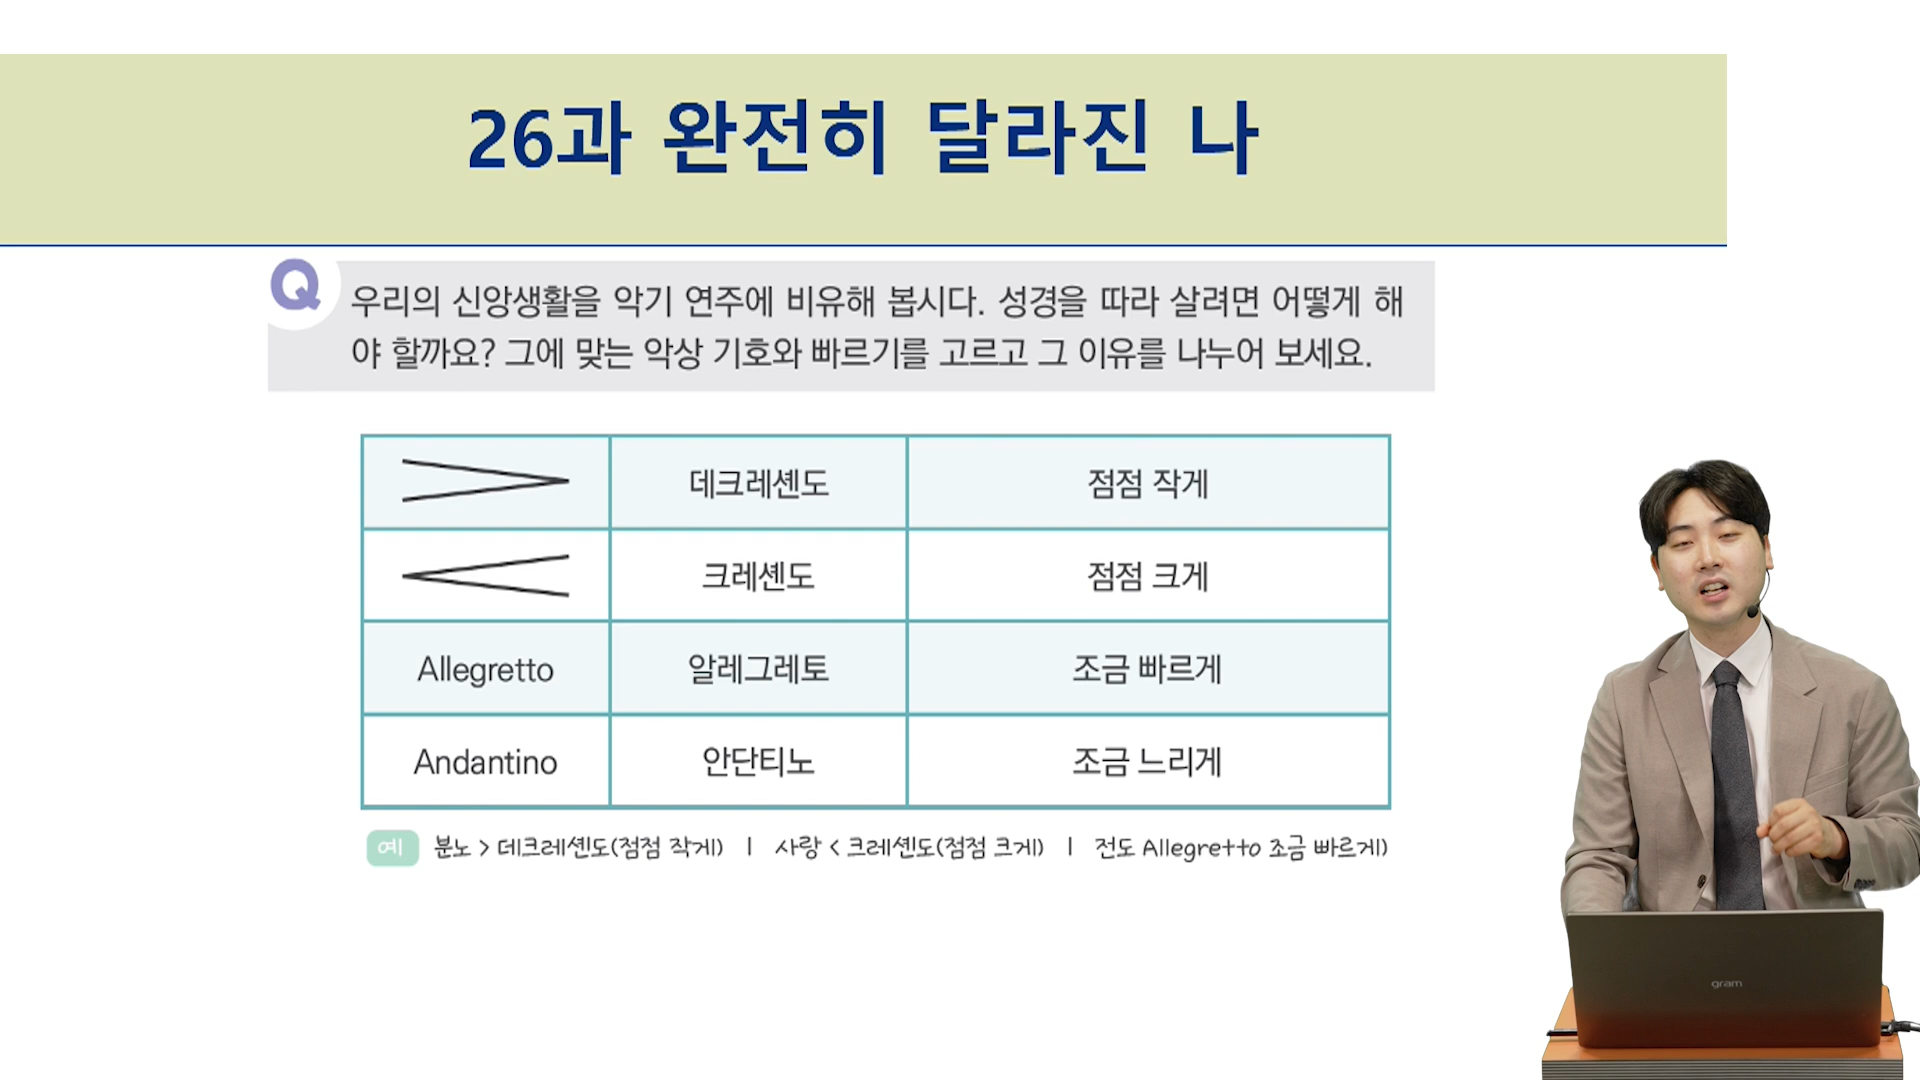 26과 완전히 달라진 나
Q
우리의 신앙생활을 악기 연주에 비유해 봅시다. 성경을 따라 살려면 어떻게 해
야 할까요? 그에 맞는 악상 기호와 빠르기를 고르고 그 이유를 나누어 보세요.
데크레셴도 점점 작게
크레셴도 점점 크게
Allegretto 알레그레토 조금 빠르게
Andantino 안단티노 조금 느리게
예 분노 > 데크레셴도(점점 작게) | 사랑 < 크레셴도(점점 크게) | 전도 Allegretto 조금 빠르게)
gram